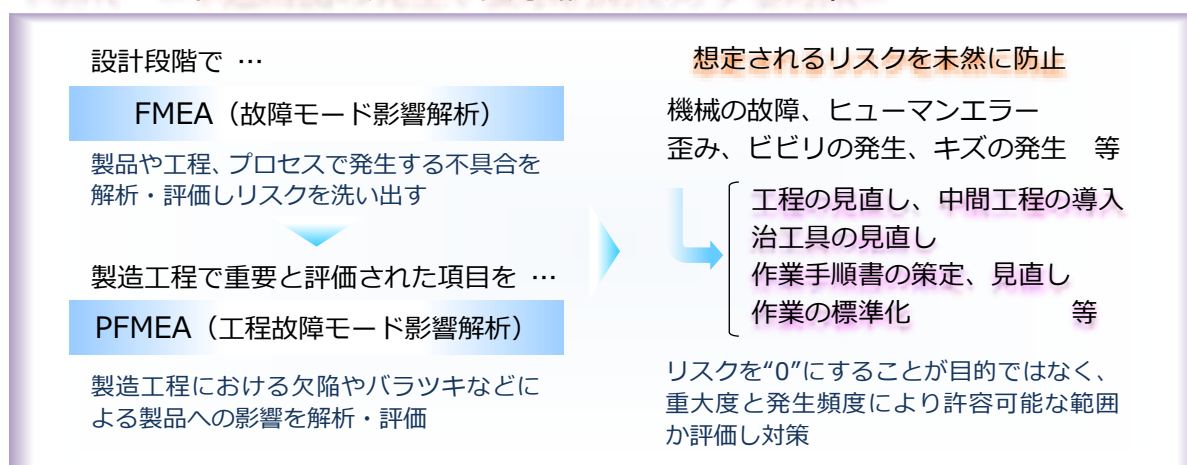 設計段階で …
FMEA（故障モード影響解析）
製品や工程、プロセスで発生する不具合を
解析・評価しリスクを洗い出す
製造工程で重要と評価された項目を …
PFMEA（工程故障モード影響解析）
製造工程における欠陥やバラツキなどに
よる製品への影響を解析・評価
想定されるリスクを未然に防止
機械の故障、ヒューマンエラー
歪み、ビビリの発生、キズの発生　等
工程の見直し、中間工程の導入
治工具の見直し
作業手順書の策定、見直し
作業の標準化　等
リスクを“0”にすることが目的ではなく、
重大度と発生頻度により許容可能な範囲
か評価し対策